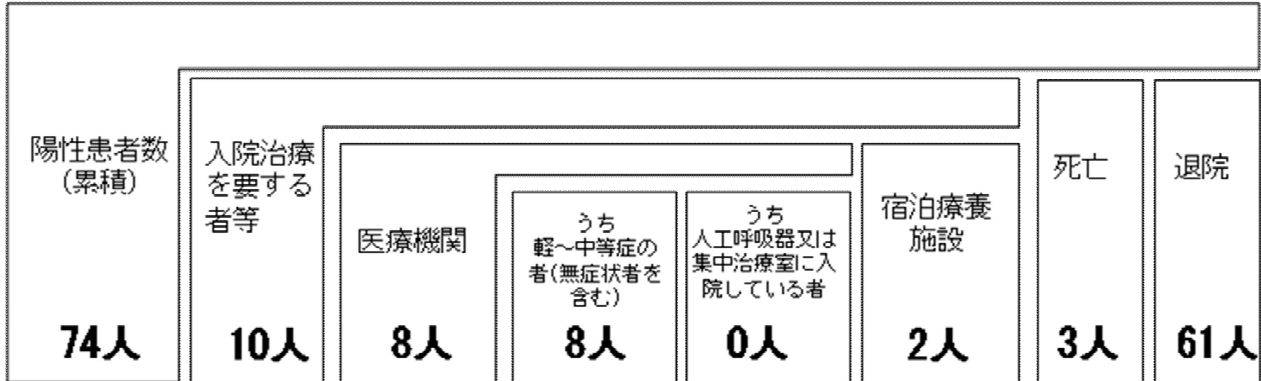 陽性患者数
(累積)
74人
入院治療
を要する
者等
10人
医療機関
8人
うち
軽～中等症の
者(無症状者を
含む)
8人
うち
人工呼吸器又は
集中治療室に入
院している者
0人
宿泊療養
施設
2人
死亡
3人
退院
61人